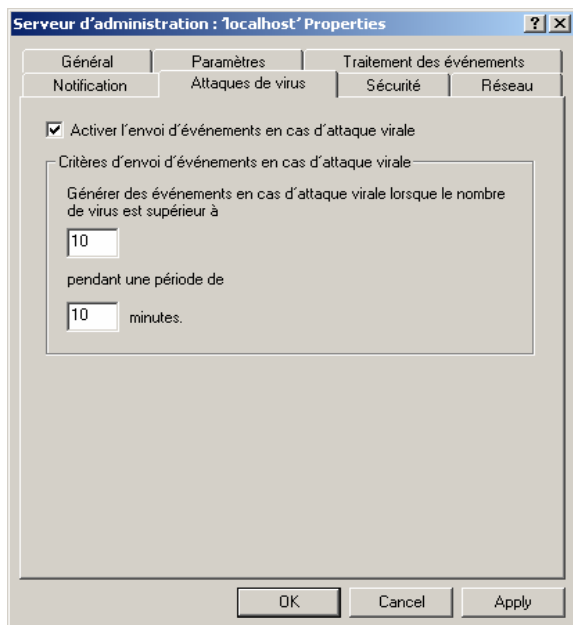 Serveur d'administration : 'localhost' Properties
Général
Paramètres
Traitement des événements
Notification
Attaques de virus
Sécurité
Réseau
Activer l'envoi d'événements en cas d'attaque virale
Critères d'envoi d'événements en cas d'attaque virale
Générer des événements en cas d'attaque virale lorsque le nombre
de virus est supérieur à
10
pendant une période de
10 minutes.
OK
Cancel
Apply